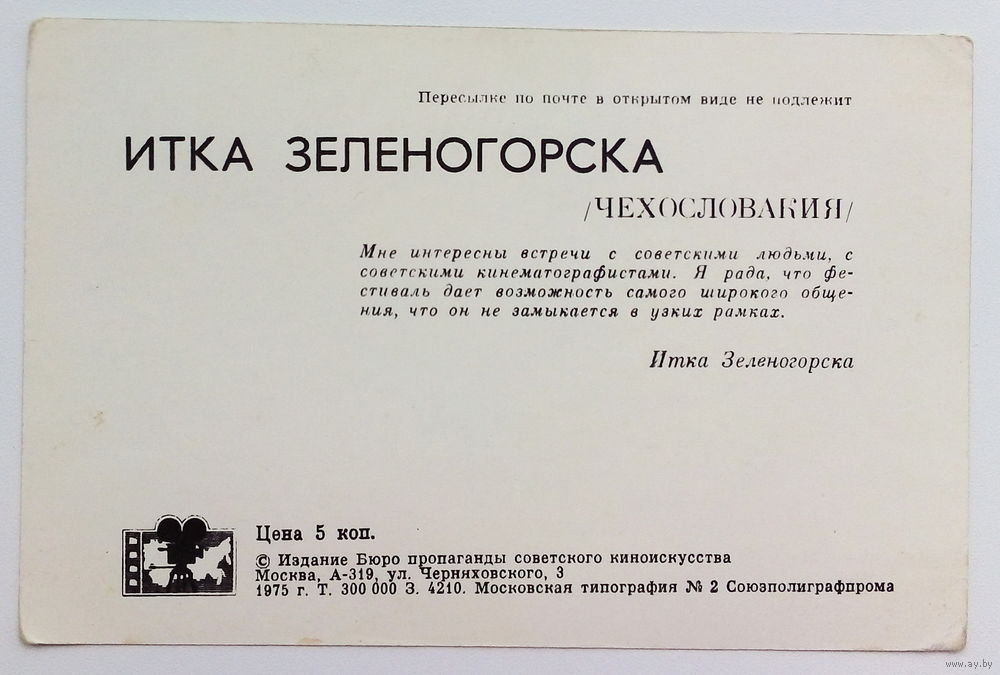 Пересылке по почте в открытом виде не подлежит
ИТКА ЗЕЛЕНОГОРСКА
/ЧЕХОСЛОВАКИЯ/
Мне интересны встречи с советскими людьми, с
советскими кинематографистами. Я рада, что фе-
стиваль дает возможность самого широкого обще-
ния, что он не замыкается в узких рамках.
Итка Зеленогорска
Цена 5 коп.
© Издание Бюро пропаганды советского киноискусства
Москва, А-319, ул. Черняховского, 3
1975 г. Т. 300 000 З. 4210. Московская типография № 2 Союзполиграфпрома
www.ay.by